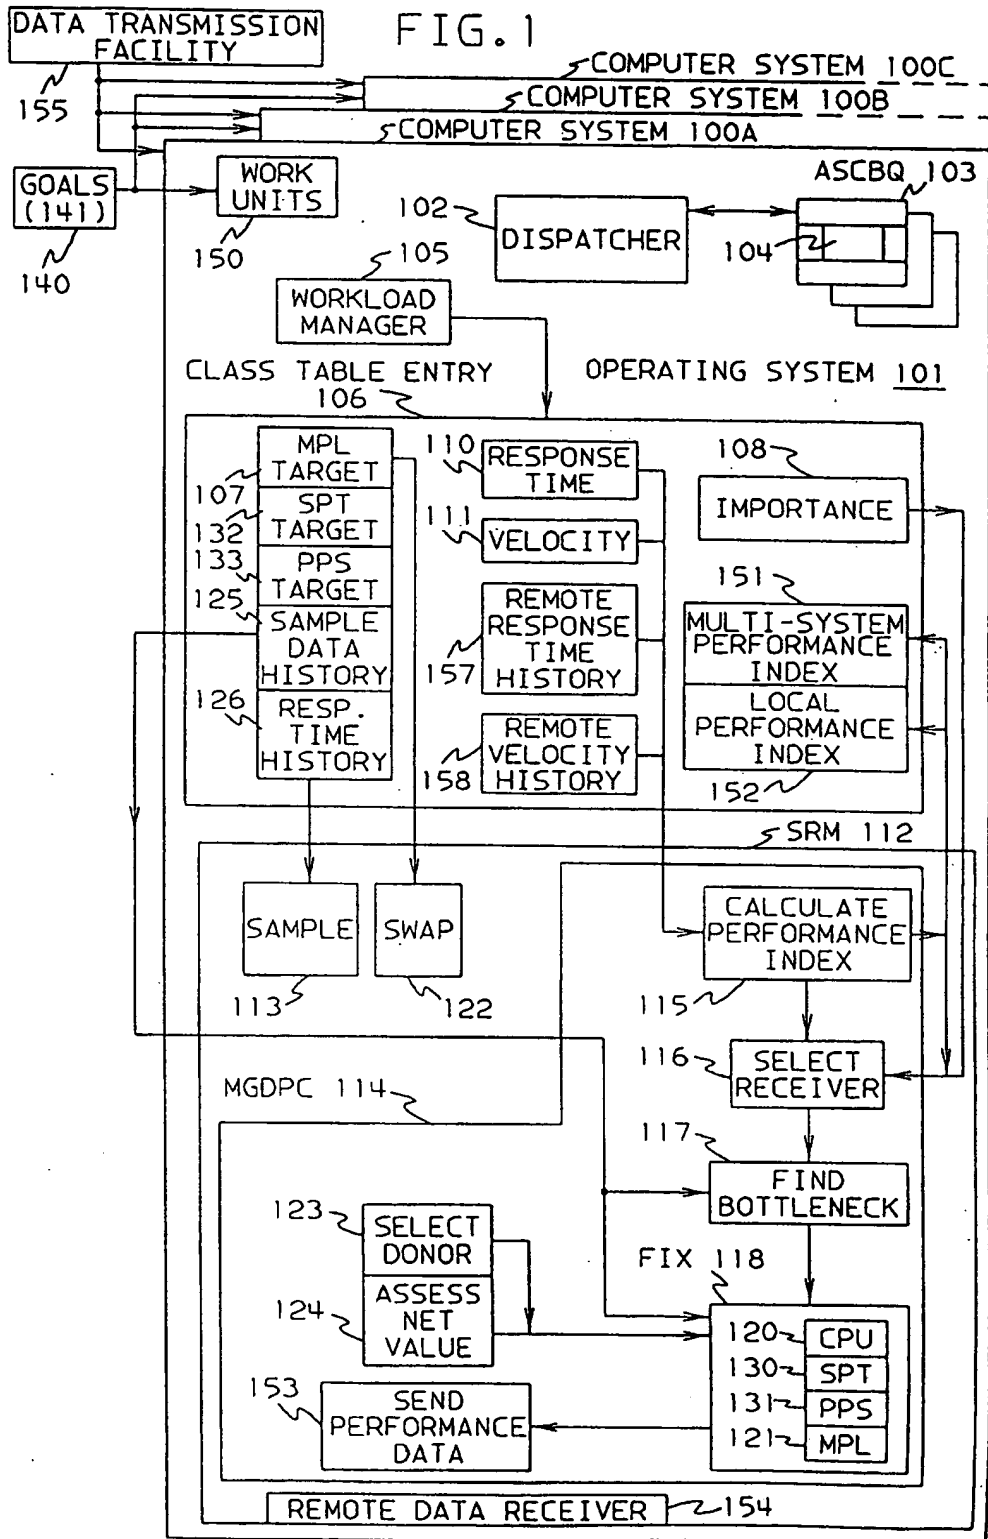 FIG.1
DATA TRANSMISSION
FACILITY
155
COMPUTER SYSTEM 100C
COMPUTER SYSTEM 100B
COMPUTER SYSTEM 100A
GOALS
(141)
140
WORK
UNITS
150
102
DISPATCHER
ASCBQ 103
104
105
WORKLOAD
MANAGER
CLASS TABLE ENTRY
106
OPERATING SYSTEM 101
MPL
TARGET
107
SPT
TARGET
132
PPS
TARGET
133
125
SAMPLE
DATA
HISTORY
126
RESP.
TIME
HISTORY
110
RESPONSE
TIME
111
VELOCITY
REMOTE
RESPONSE
TIME
HISTORY
157
REMOTE
VELOCITY
HISTORY
158
108
IMPORTANCE
151
MULTI-SYSTEM
PERFORMANCE
INDEX
LOCAL
PERFORMANCE
INDEX
152
SRM 112
SAMPLE
113
SWAP
122
CALCULATE
PERFORMANCE
INDEX
115
116
SELECT
RECEIVER
MGDPC 114
117
FIND
BOTTLENECK
123
SELECT
DONOR
124
ASSESS
NET
VALUE
FIX 118
120
CPU
130
SPT
131
PPS
121
MPL
153
SEND
PERFORMANCE
DATA
REMOTE DATA RECEIVER
154